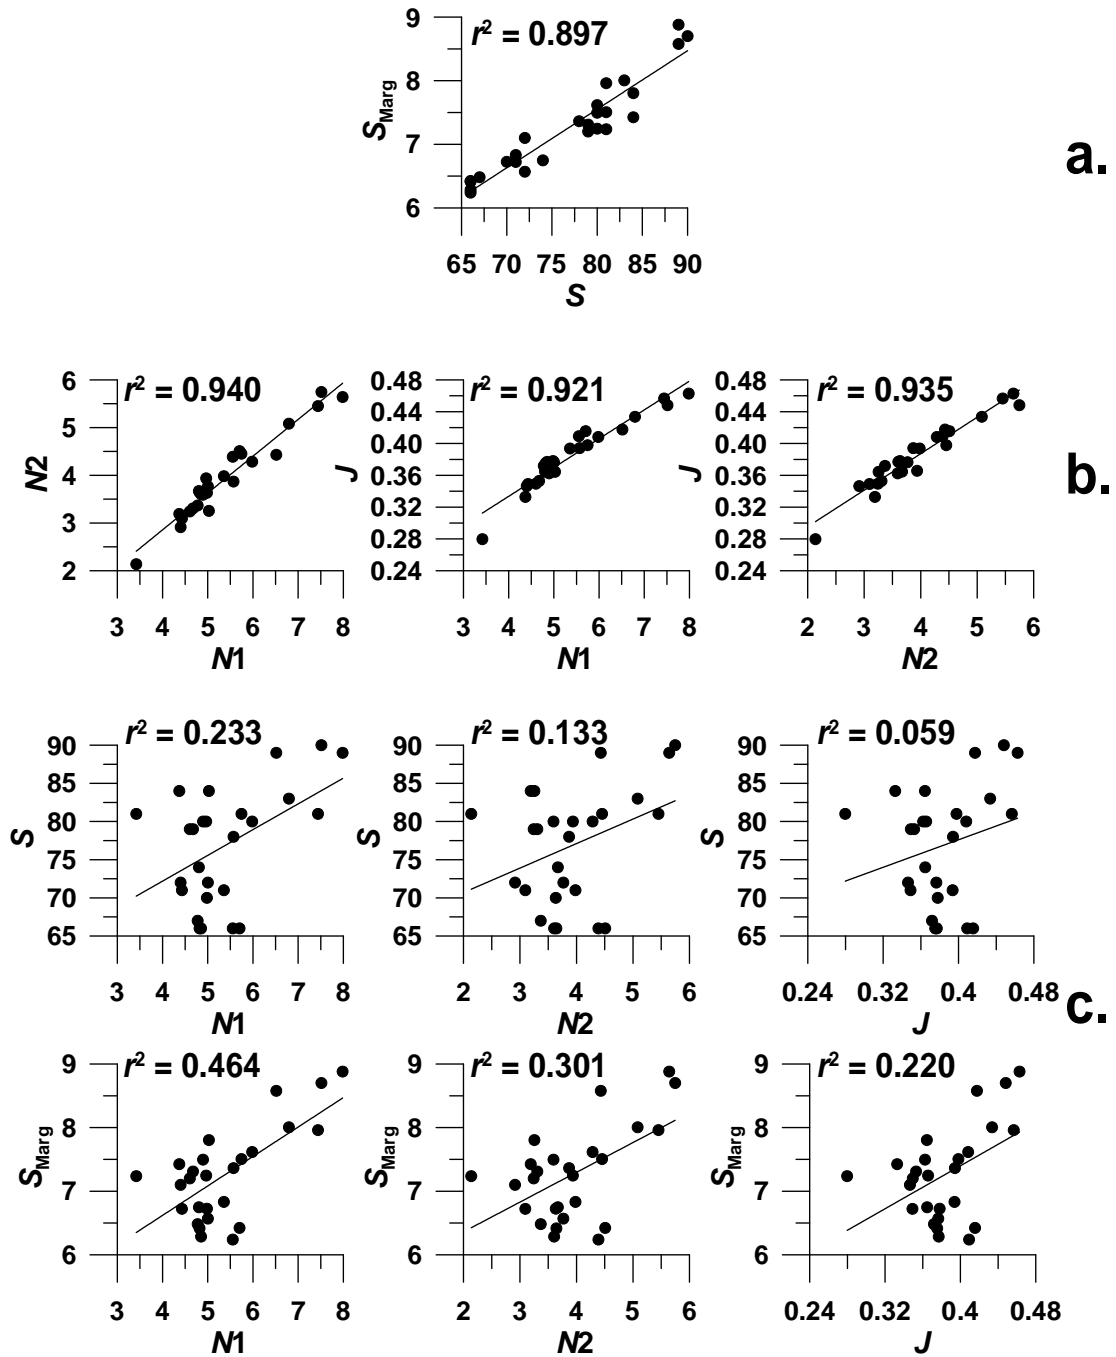 9
r² = 0.897
8
S_Marg
7
6
65 70 75 80 85 90
S
a.
6
r² = 0.940
5
N2
4
3
2
3 4 5 6 7 8
N1
0.48
r² = 0.921
0.44
0.40
J
0.36
0.32
0.28
0.24
3 4 5 6 7 8
N1
0.48
r² = 0.935
0.44
0.40
J
0.36
0.32
0.28
0.24
2 3 4 5 6
N2
b.
r² = 0.233
90
85
80
S
75
70
65
3 4 5 6 7 8
N1
r² = 0.133
90
85
80
S
75
70
65
2 3 4 5 6
N2
r² = 0.059
90
85
80
S
75
70
65
0.24 0.32 0.4 0.48
J
c.
r² = 0.464
9
8
S_Marg
7
6
3 4 5 6 7 8
N1
r² = 0.301
9
8
S_Marg
7
6
2 3 4 5 6
N2
r² = 0.220
9
8
S_Marg
7
6
0.24 0.32 0.4 0.48
J